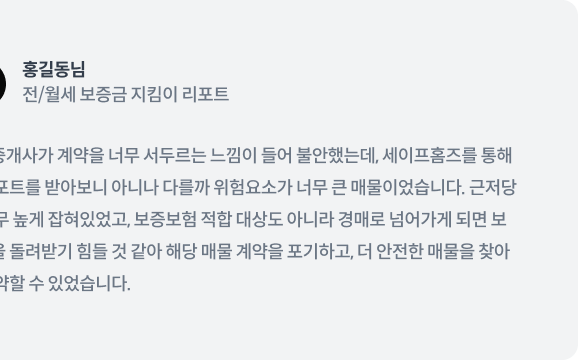 홍길동님
전/월세 보증금 지킴이 리포트
중개사가 계약을 너무 서두르는 느낌이 들어 불안했는데, 세이프홈즈를 통해
포트를 받아보니 아니나 다를까 위험요소가 너무 큰 매물이었습니다. 근저당
무 높게 잡혀있었고, 보증보험 적합 대상도 아니라 경매로 넘어가게 되면 보
을 돌려받기 힘들 것 같아 해당 매물 계약을 포기하고, 더 안전한 매물을 찾아
약할 수 있었습니다.